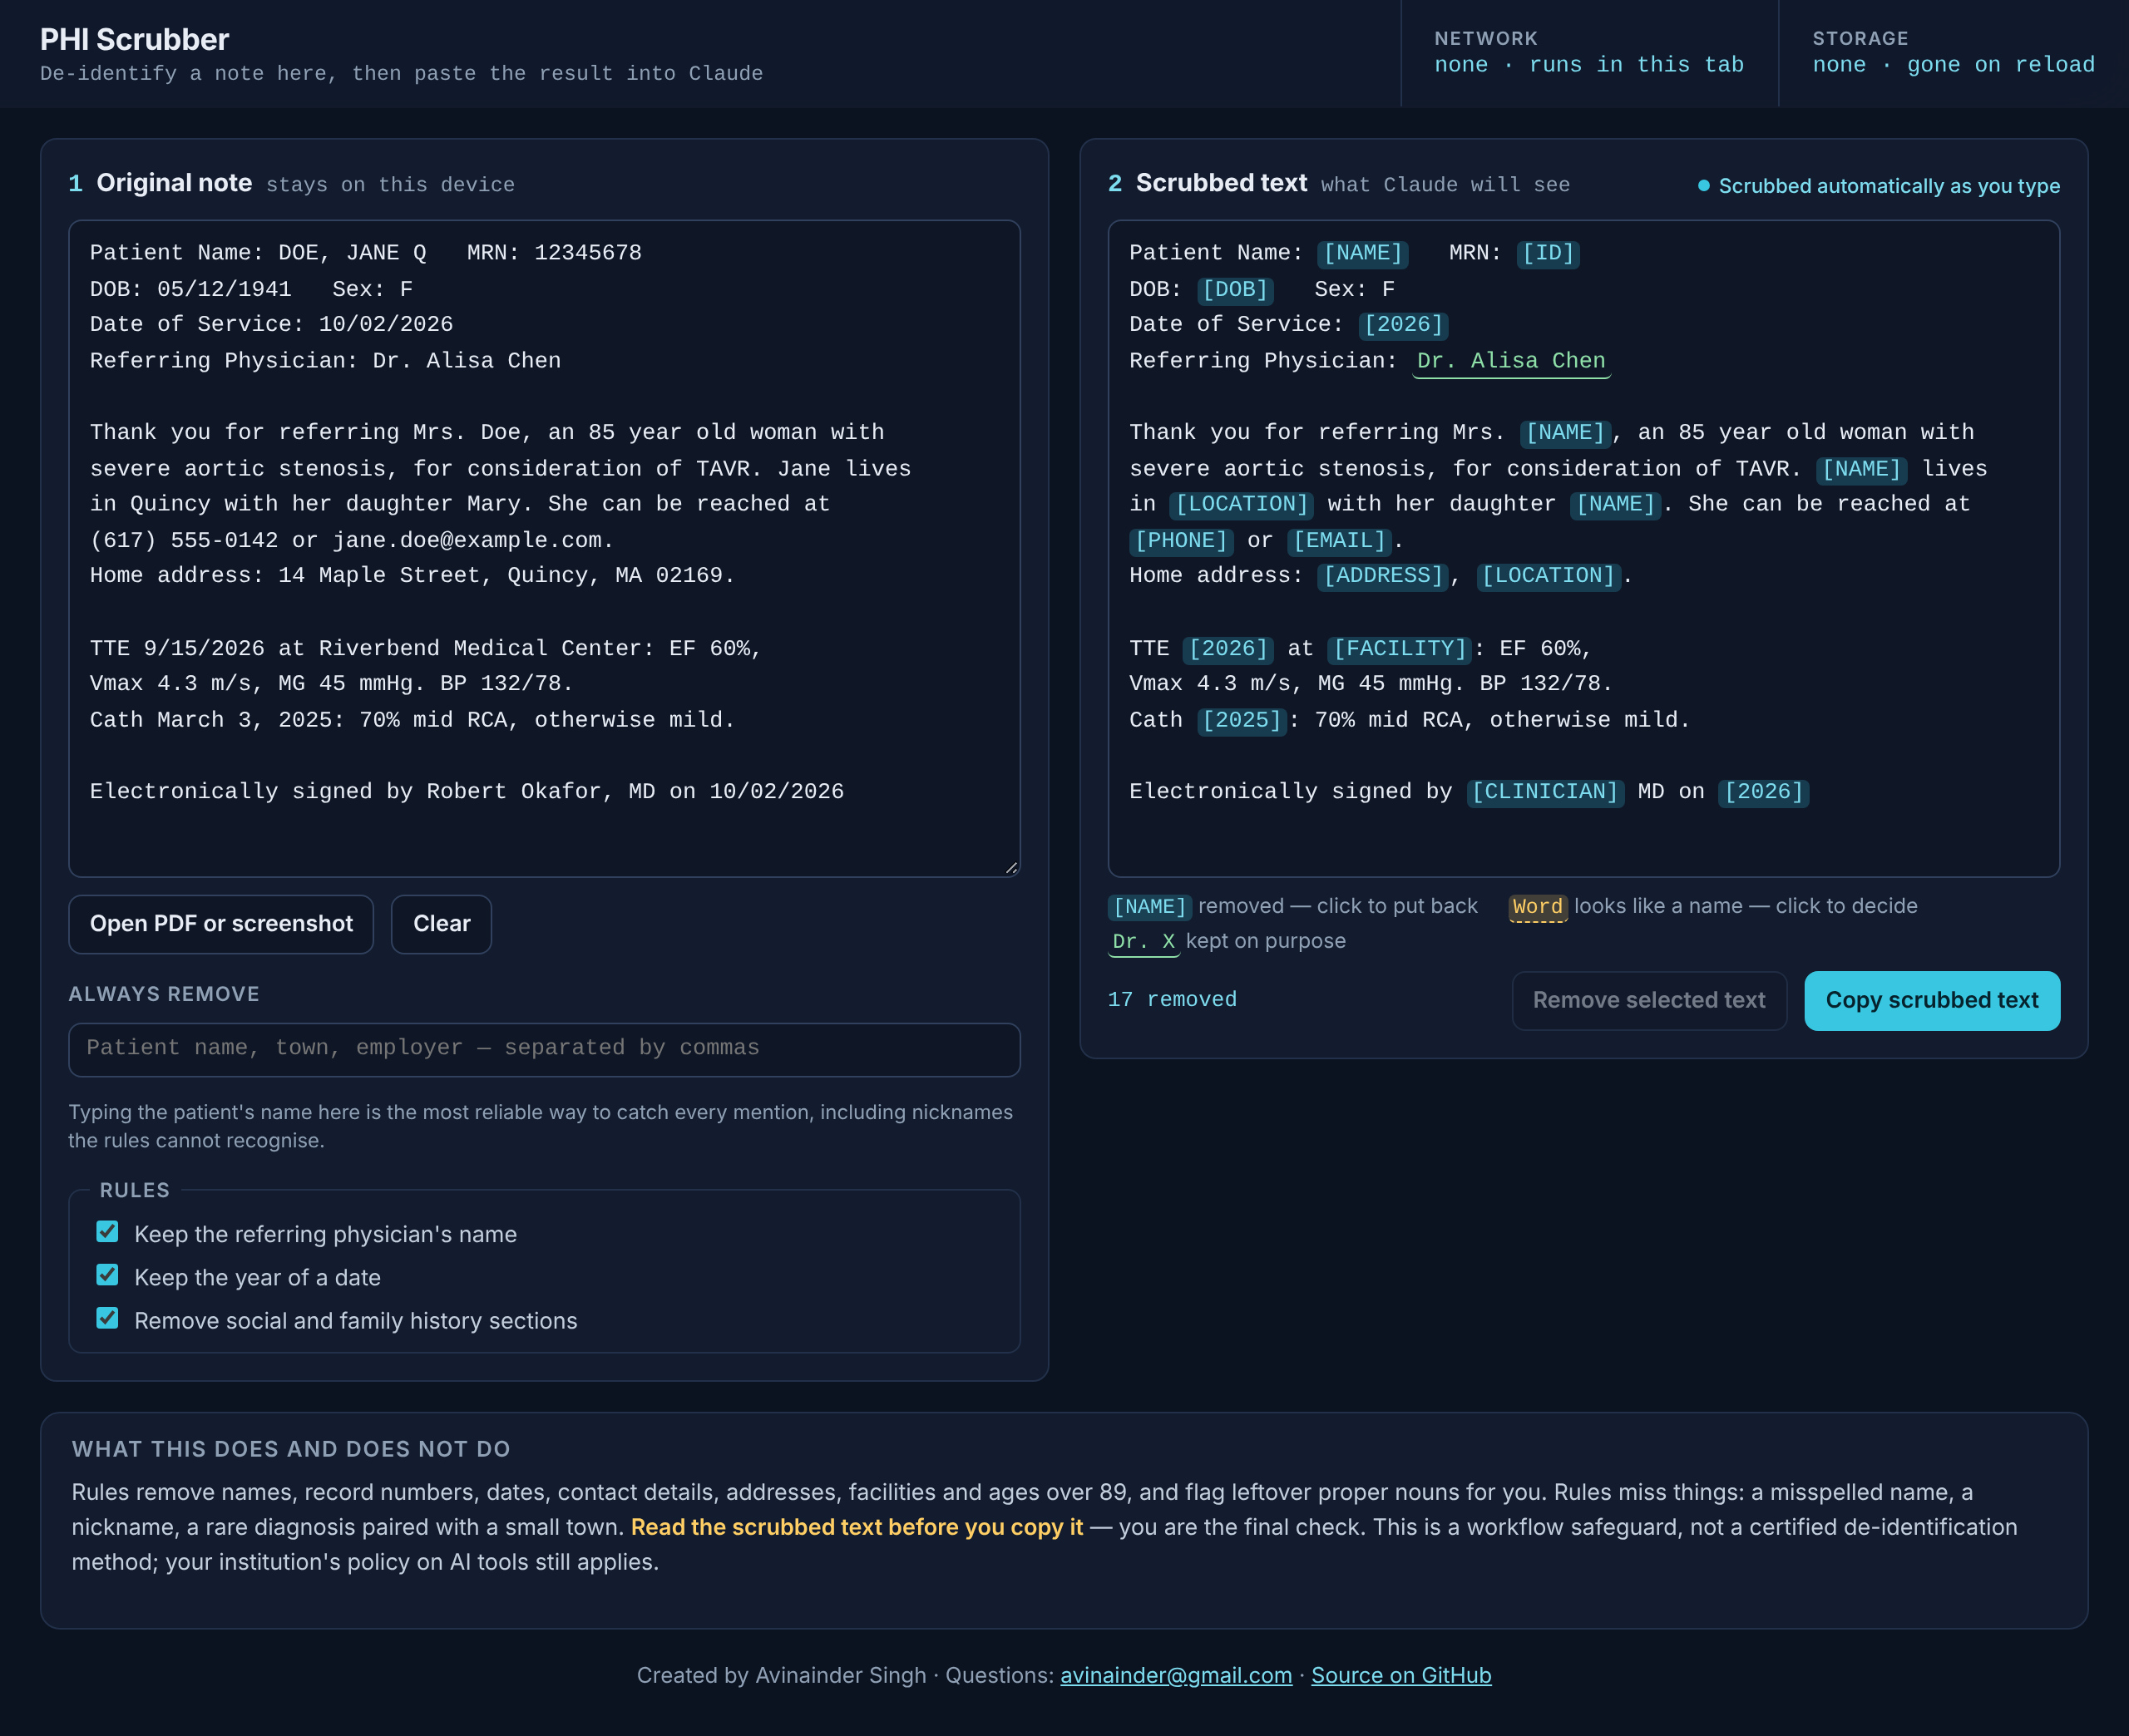 PHI Scrubber
De-identify a note here, then paste the result into Claude
NETWORK
none · runs in this tab
STORAGE
none · gone on reload
1 Original note stays on this device
Patient Name: DOE, JANE Q   MRN: 12345678
DOB: 05/12/1941   Sex: F
Date of Service: 10/02/2026
Referring Physician: Dr. Alisa Chen
Thank you for referring Mrs. Doe, an 85 year old woman with
severe aortic stenosis, for consideration of TAVR. Jane lives
in Quincy with her daughter Mary. She can be reached at
(617) 555-0142 or jane.doe@example.com.
Home address: 14 Maple Street, Quincy, MA 02169.
TTE 9/15/2026 at Riverbend Medical Center: EF 60%,
Vmax 4.3 m/s, MG 45 mmHg. BP 132/78.
Cath March 3, 2025: 70% mid RCA, otherwise mild.
Electronically signed by Robert Okafor, MD on 10/02/2026
Open PDF or screenshot
Clear
ALWAYS REMOVE
Patient name, town, employer — separated by commas
Typing the patient's name here is the most reliable way to catch every mention, including nicknames
the rules cannot recognise.
RULES
Keep the referring physician's name
Keep the year of a date
Remove social and family history sections
2 Scrubbed text what Claude will see
Scrubbed automatically as you type
Patient Name: [NAME]   MRN: [ID]
DOB: [DOB]   Sex: F
Date of Service: [2026]
Referring Physician: Dr. Alisa Chen
Thank you for referring Mrs. [NAME], an 85 year old woman with
severe aortic stenosis, for consideration of TAVR. [NAME] lives
in [LOCATION] with her daughter [NAME]. She can be reached at
[PHONE] or [EMAIL].
Home address: [ADDRESS], [LOCATION].
TTE [2026] at [FACILITY]: EF 60%,
Vmax 4.3 m/s, MG 45 mmHg. BP 132/78.
Cath [2025]: 70% mid RCA, otherwise mild.
Electronically signed by [CLINICIAN] MD on [2026]
[NAME] removed — click to put back   Word looks like a name — click to decide
Dr. X kept on purpose
17 removed
Remove selected text
Copy scrubbed text
WHAT THIS DOES AND DOES NOT DO
Rules remove names, record numbers, dates, contact details, addresses, facilities and ages over 89, and flag leftover proper nouns for you. Rules miss things: a misspelled name, a
nickname, a rare diagnosis paired with a small town. Read the scrubbed text before you copy it — you are the final check. This is a workflow safeguard, not a certified de-identification
method; your institution's policy on AI tools still applies.
Created by Avinainder Singh · Questions: avinainder@gmail.com · Source on GitHub